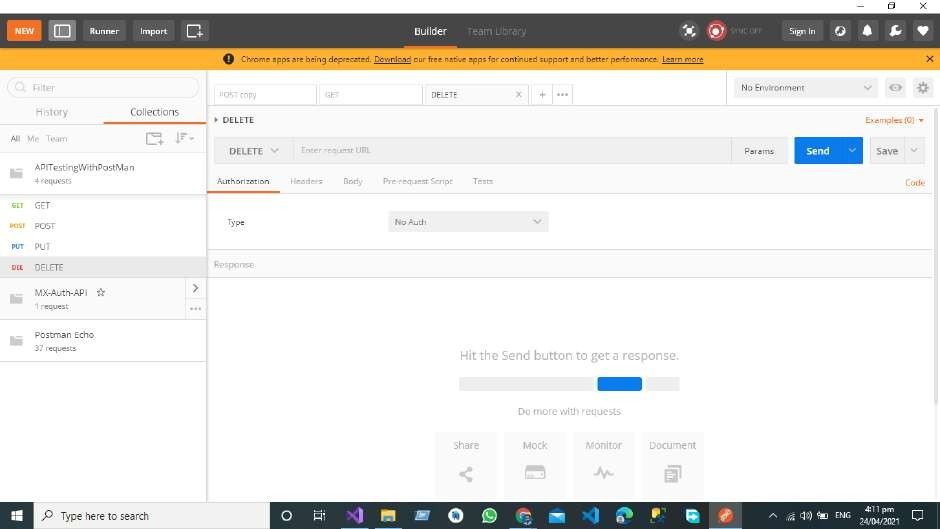 NEW
Runner
Import
Builder
Team Library
SYNC OFF
Sign In
Chrome apps are being deprecated. Download our free native apps for continued support and better performance. Learn more
Filter
History
Collections
All Me Team
APITestingWithPostMan
4 requests
GET GET
POST POST
PUT PUT
DEL DELETE
MX-Auth-API
1 request
Postman Echo
37 requests
POST copy
GET
DELETE
No Environment
DELETE
Examples (0)
DELETE
Enter request URL
Params
Send
Save
Authorization
Headers
Body
Pre-request Script
Tests
Code
Type
No Auth
Response
Hit the Send button to get a response.
Do more with requests
Share
Mock
Monitor
Document
Type here to search
ENG
4:11 pm
24/04/2021